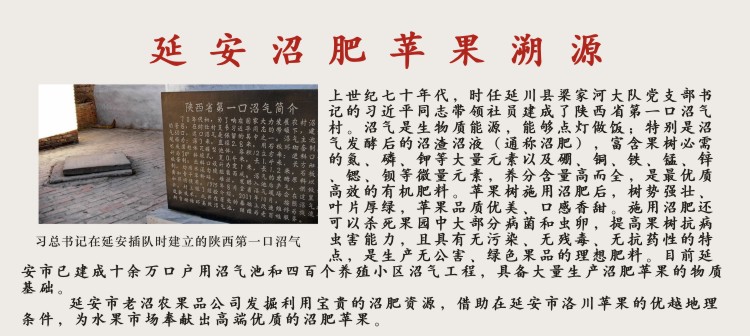 延安沼肥苹果溯源
陕西省第一口沼气简介
习总书记在延安插队时建立的陕西第一口沼气
上世纪七十年代，时任延川县梁家河大队党支部书
记的习近平同志带领社员建成了陕西省第一口沼气
村。沼气是生物质能源，能够点灯做饭；特别是沼
气发酵后的沼渣沼液（通称沼肥），富含果树必需
的氮、磷、钾等大量元素以及硼、铜、铁、锰、锌
、锶、钡等微量元素，养分含量高而全，是最优质
高效的有机肥料。苹果树施用沼肥后，树势强壮、
叶片厚绿，苹果品质优美、口感香甜。施用沼肥还
可以杀死果园中大部分病菌和虫卵，提高果树抗病
虫害能力，且具有无污染、无残毒、无抗药性的特
点，是生产无公害、绿色果品的理想肥料。目前延
安市已建成十余万口户用沼气池和四百个养殖小区沼气工程，具备大量生产沼肥苹果的物质
基础。
延安市老沼农果品公司发掘利用宝贵的沼肥资源，借助在延安市洛川苹果的优越地理
条件，为水果市场奉献出高端优质的沼肥苹果。